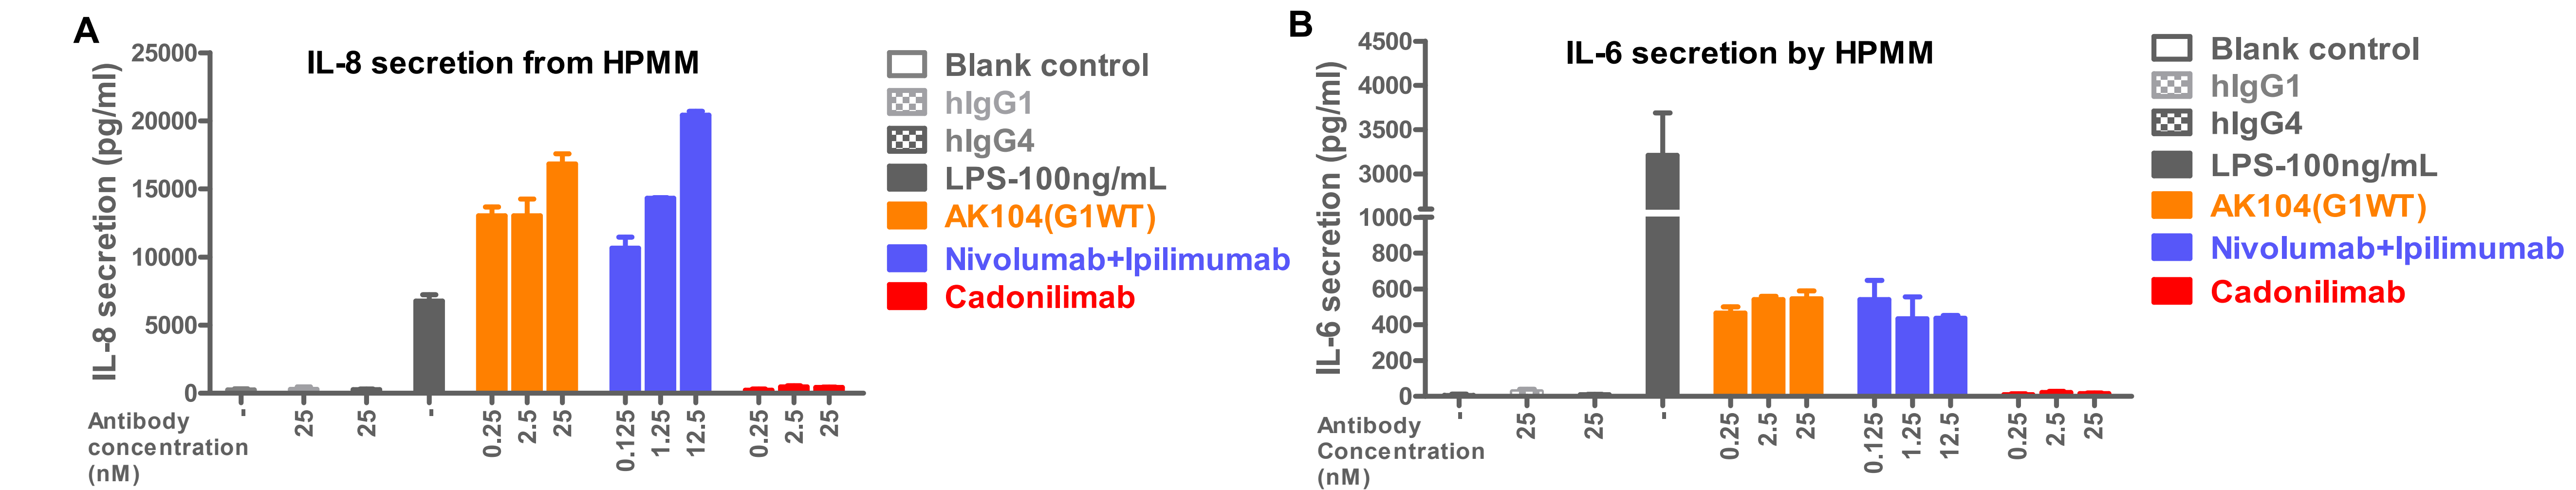 A
IL-8 secretion from HPMM
IL-8 secretion (pg/ml)
25000
20000
15000
10000
5000
0
Antibody
concentration
(nM)
-
25
25
-
0.25
2.5
25
0.125
1.25
12.5
0.25
2.5
25
Blank control
hIgG1
hIgG4
LPS-100ng/mL
AK104(G1WT)
Nivolumab+Ipilimumab
Cadonilimab
B
IL-6 secretion by HPMM
IL-6 secretion (pg/ml)
4500
4000
3500
3000
1000
800
600
400
200
0
Antibody
Concentration
(nM)
-
25
25
-
0.25
2.5
25
0.125
1.25
12.5
0.25
2.5
25
Blank control
hIgG1
hIgG4
LPS-100ng/mL
AK104(G1WT)
Nivolumab+Ipilimumab
Cadonilimab